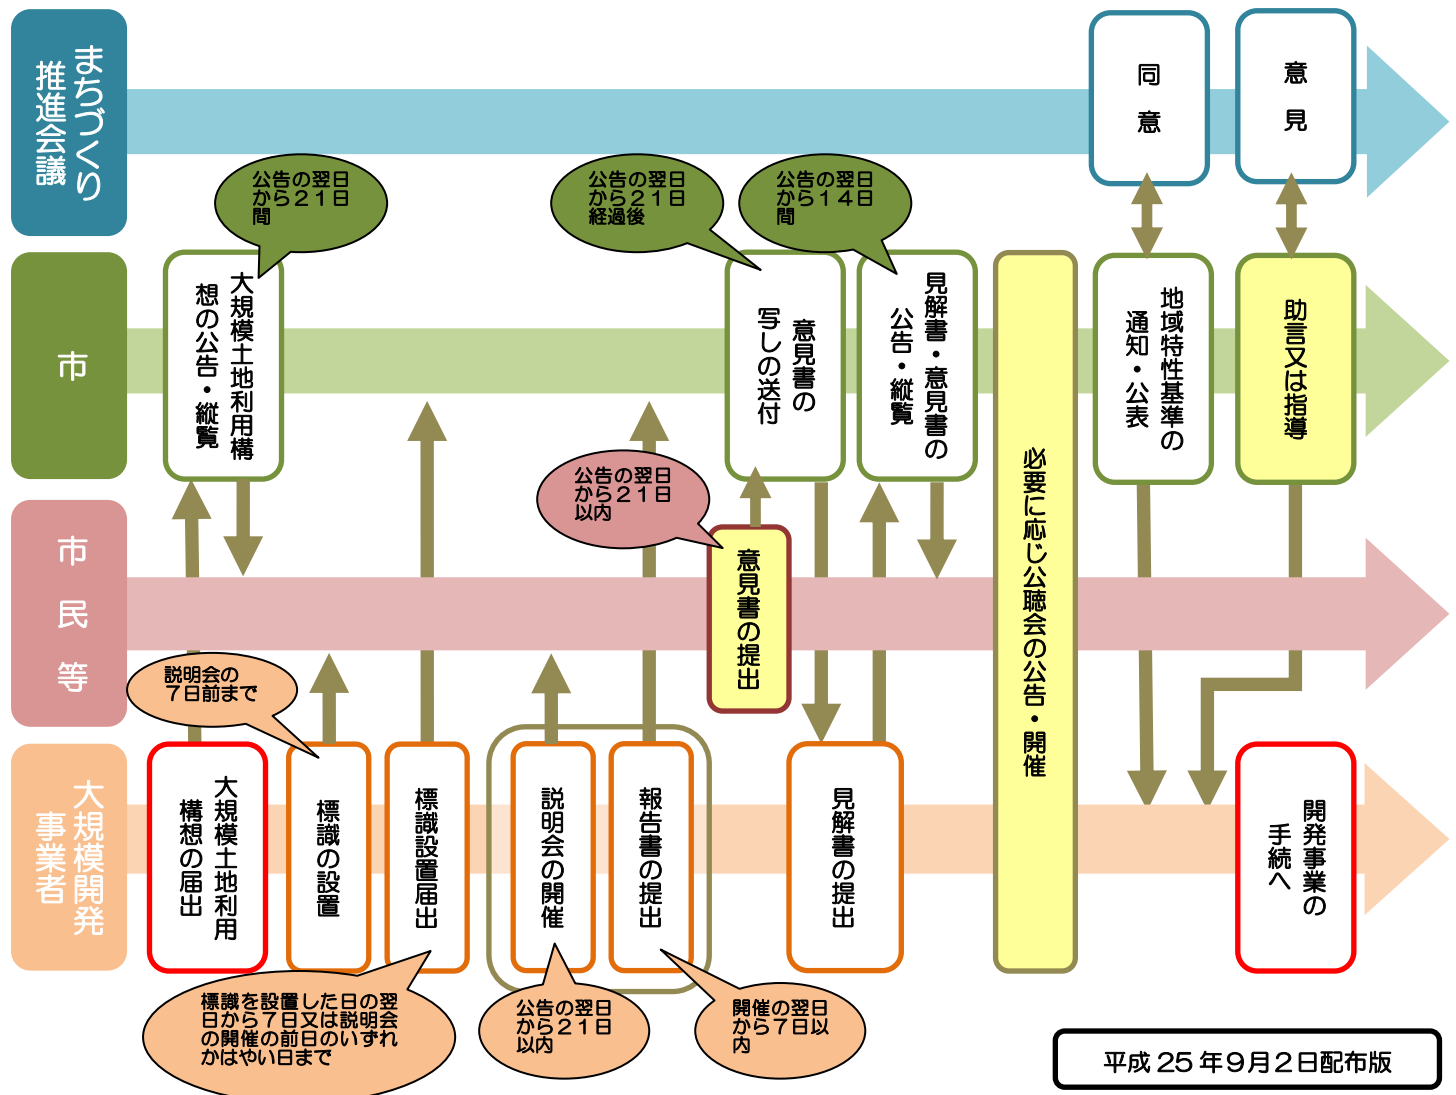 まちづくり
推進会議
同意
意見
公告の翌日
から２１日
間
公告の翌日
から２１日
経過後
公告の翌日
から１４日
間
市
大規模土地利用構
想の公告・縦覧
意見書の
写しの送付
見解書・意見書の
公告・縦覧
必要に応じ公聴会の公告・開催
地域特性基準の
通知・公表
助言又は指導
市民等
公告の翌日
から２１日
以内
意見書の提出
説明会の
７日前まで
大規模開発
事業者
大規模土地利用
構想の届出
標識の設置
標識設置届出
説明会の開催
報告書の提出
見解書の提出
開発事業の
手続へ
標識を設置した日の翌
日から７日又は説明会
の開催の前日のいずれ
かはやい日まで
公告の翌日
から２１日
以内
開催の翌日
から７日以
内
平成 25 年９月２日配布版